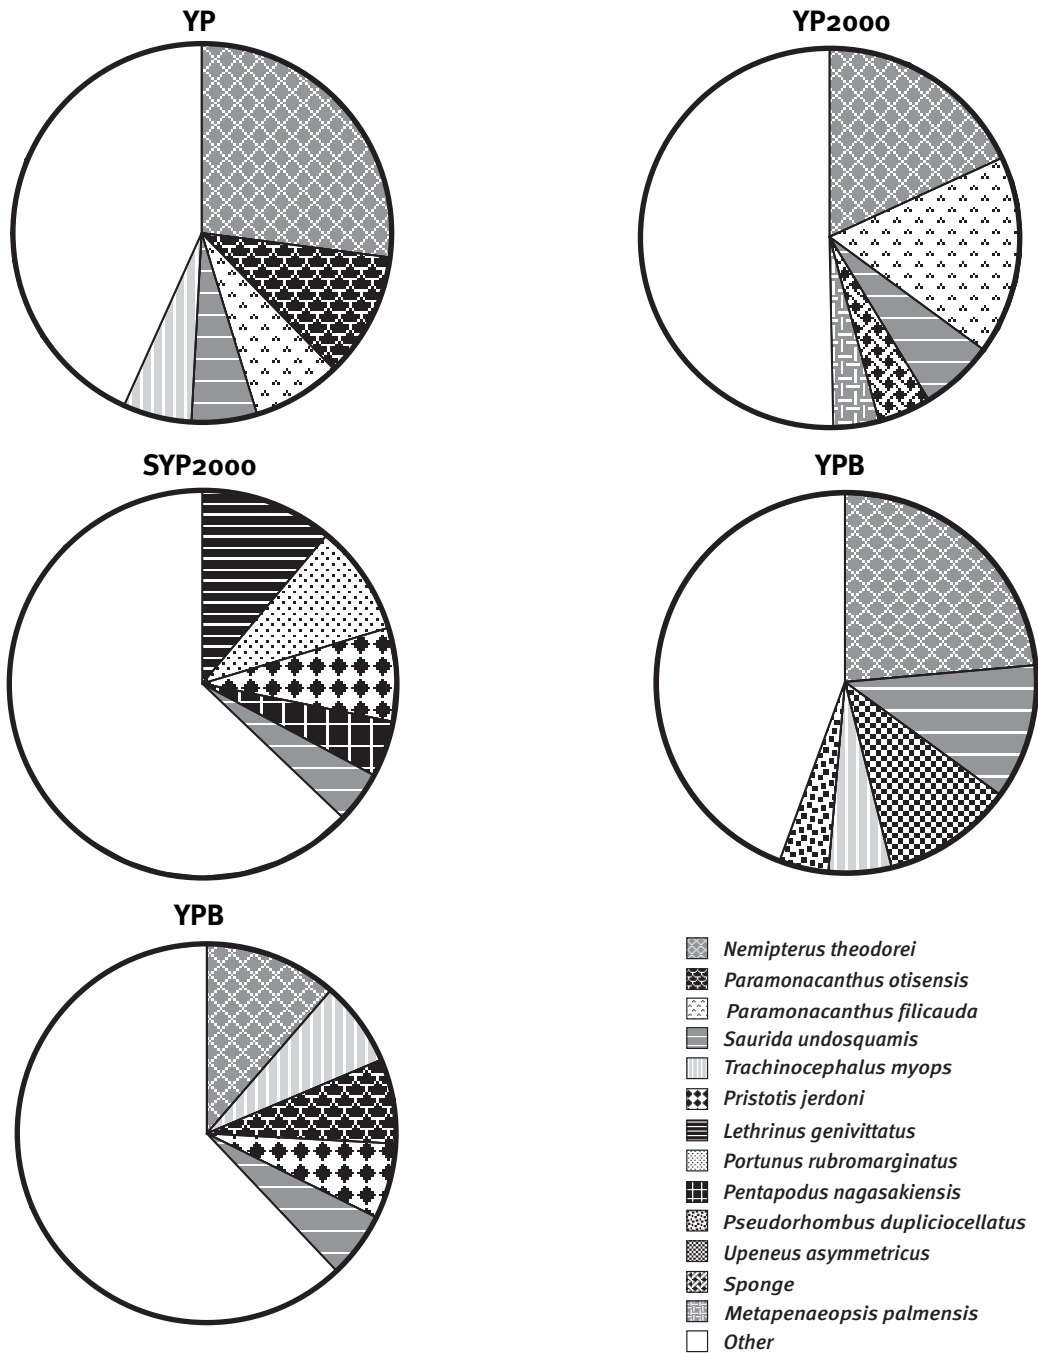 YP
YP2000
SYP2000
YPB
YPB
Nemipterus theodorei
Paramonacanthus otisensis
Paramonacanthus filicauda
Saurida undosquamis
Trachinocephalus myops
Pristotis jerdoni
Lethrinus genivittatus
Portunus rubromarginatus
Pentapodus nagasakiensis
Pseudorhombus dupliciocellatus
Upeneus asymmetricus
Sponge
Metapenaeopsis palmensis
Other